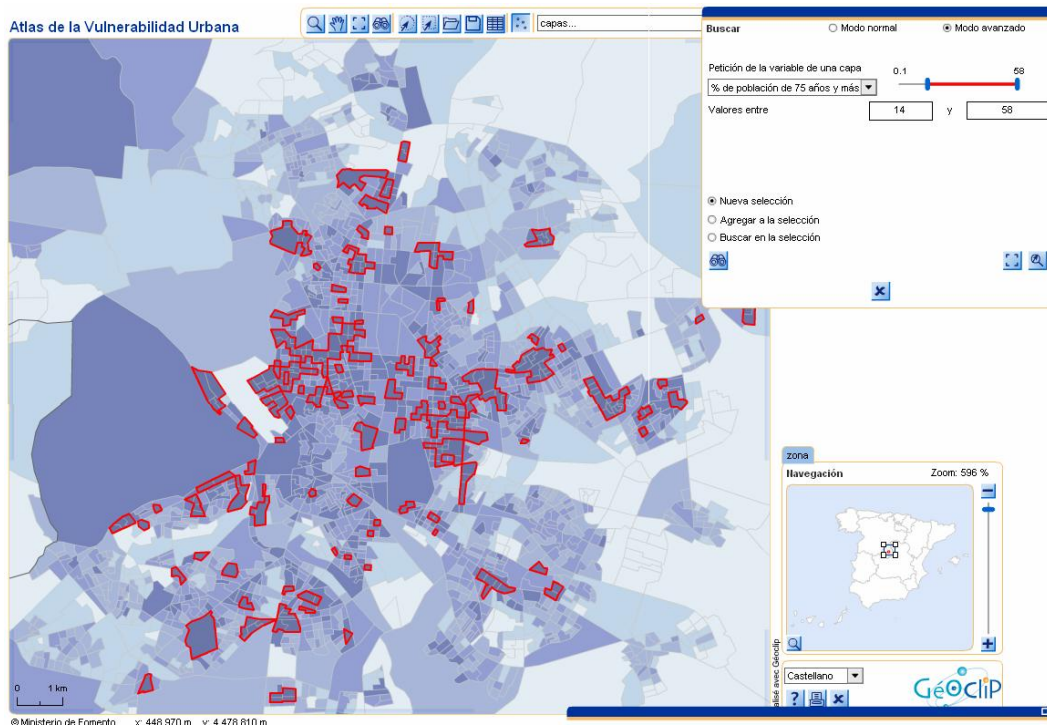 Atlas de la Vulnerabilidad Urbana
capas...
Buscar
Modo normal
Modo avanzado
Petición de la variable de una capa
% de población de 75 años y más
0.1
58
Valores entre
14
y
58
Nueva selección
Agregar a la selección
Buscar en la selección
zona
Navegación
Zoom: 596 %
Castellano
?
GéoclIP
alisé avec Géoclip
0
1 km
© Ministerio de Fomento
x: 448 970 m
y: 4 478 810 m